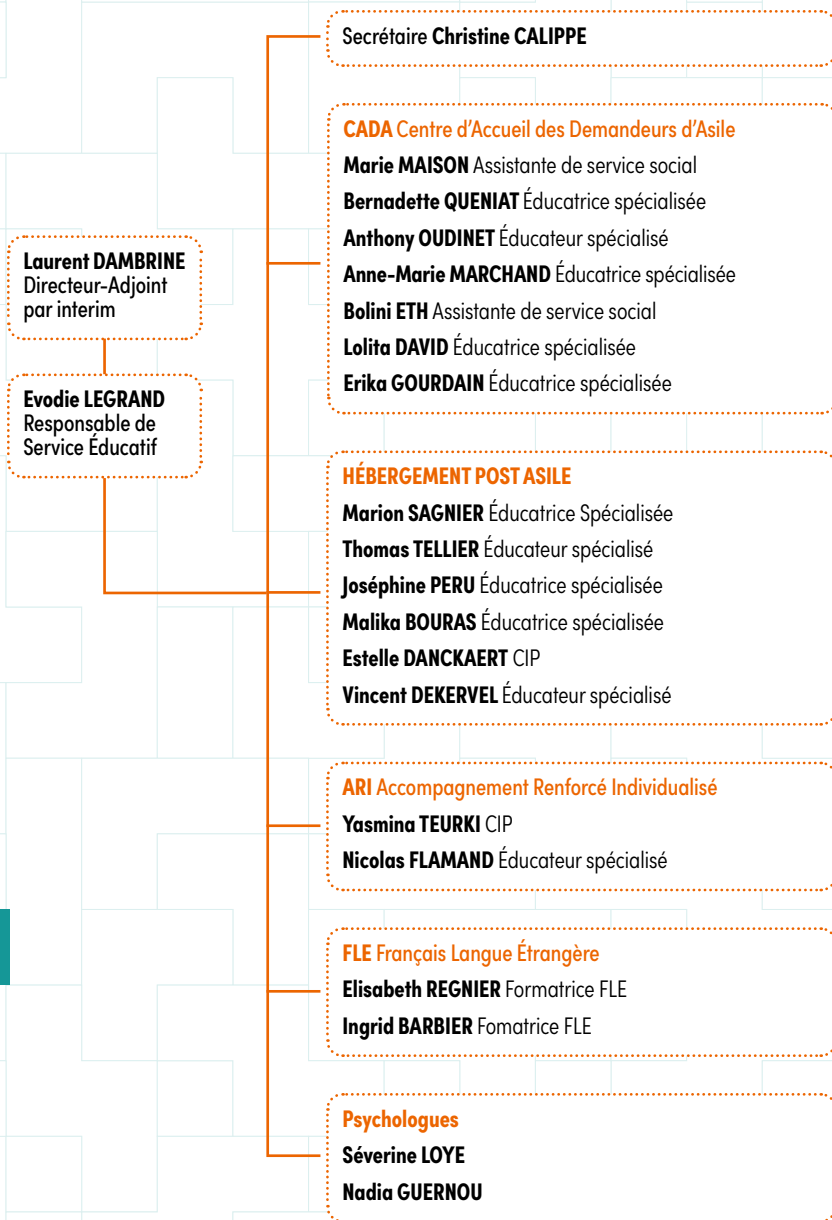 Laurent DAMBRINE
Directeur-Adjoint
par interim
Evodie LEGRAND
Responsable de
Service Éducatif
Secrétaire Christine CALIPPE
CADA Centre d'Accueil des Demandeurs d'Asile
Marie MAISON Assistante de service social
Bernadette QUENIAT Éducatrice spécialisée
Anthony OUDINET Éducateur spécialisé
Anne-Marie MARCHAND Éducatrice spécialisée
Bolini ETH Assistante de service social
Lolita DAVID Éducatrice spécialisée
Erika GOURDAIN Éducatrice spécialisée
HÉBERGEMENT POST ASILE
Marion SAGNIER Éducatrice Spécialisée
Thomas TELLIER Éducateur spécialisé
Joséphine PERU Éducatrice spécialisée
Malika BOURAS Éducatrice spécialisée
Estelle DANCKAERT CIP
Vincent DEKERVEL Éducateur spécialisé
ARI Accompagnement Renforcé Individualisé
Yasmina TEURKI CIP
Nicolas FLAMAND Éducateur spécialisé
FLE Français Langue Étrangère
Elisabeth REGNIER Formatrice FLE
Ingrid BARBIER Fomatrice FLE
Psychologues
Séverine LOYE
Nadia GUERNOU